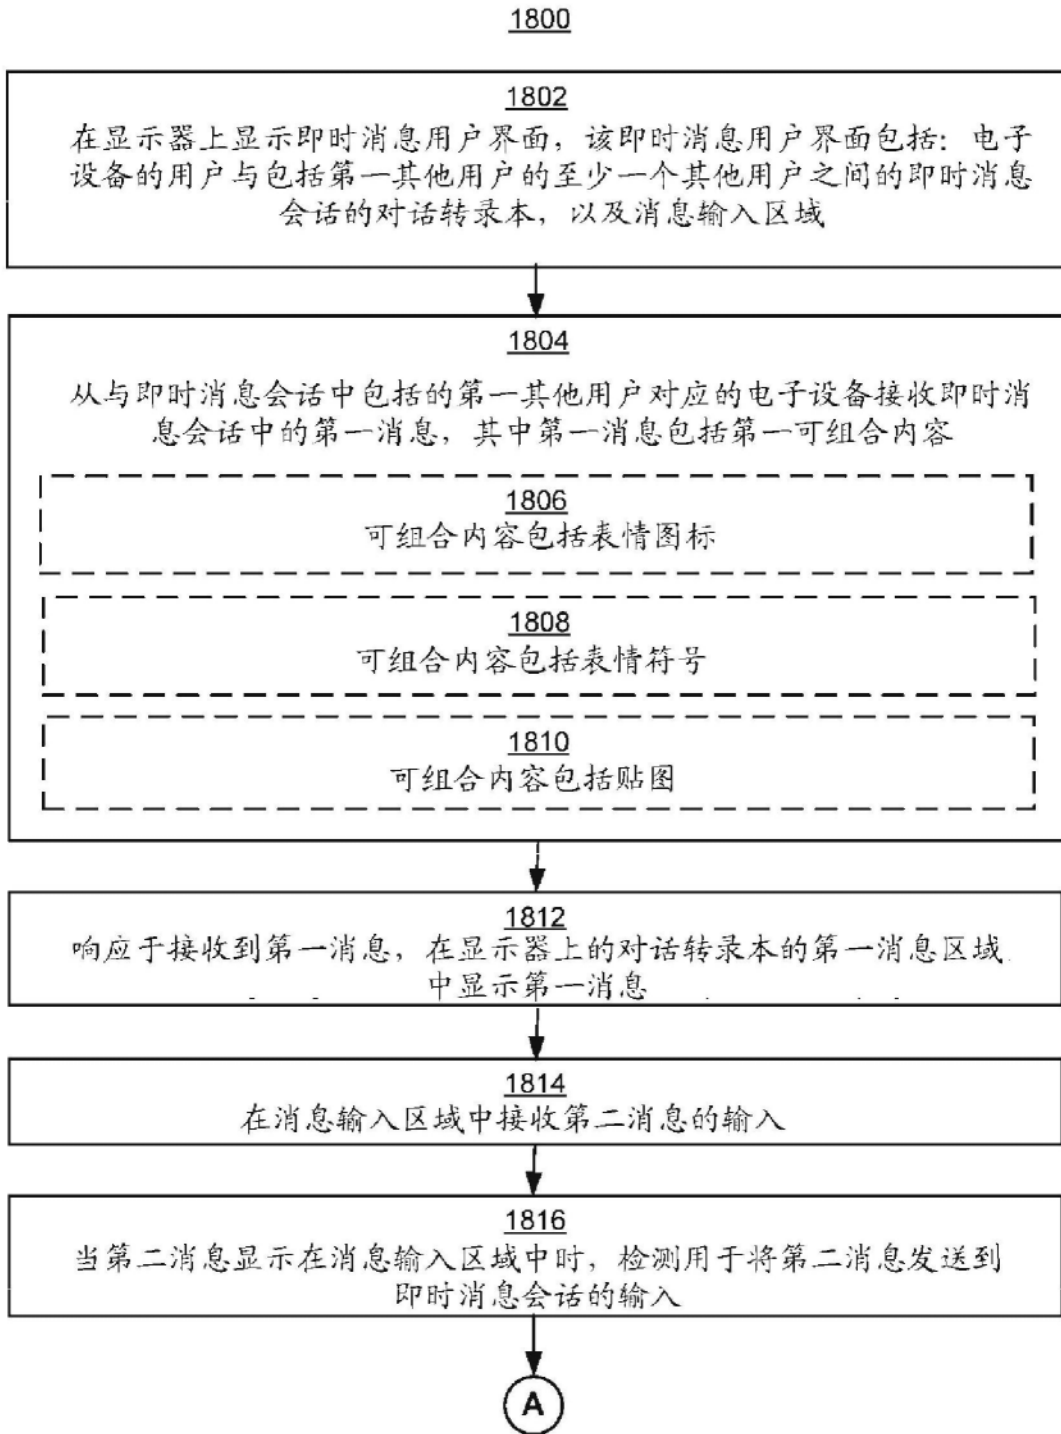 1800
1802
在显示器上显示即时消息用户界面，该即时消息用户界面包括：电子
设备的用户与包括第一其他用户的至少一个其他用户之间的即时消息
会话的对话转录本，以及消息输入区域
1804
从与即时消息会话中包括的第一其他用户对应的电子设备接收即时消
息会话中的第一消息，其中第一消息包括第一可组合内容
1806
可组合内容包括表情图标
1808
可组合内容包括表情符号
1810
可组合内容包括贴图
1812
响应于接收到第一消息，在显示器上的对话转录本的第一消息区域
中显示第一消息
1814
在消息输入区域中接收第二消息的输入
1816
当第二消息显示在消息输入区域中时，检测用于将第二消息发送到
即时消息会话的输入
A